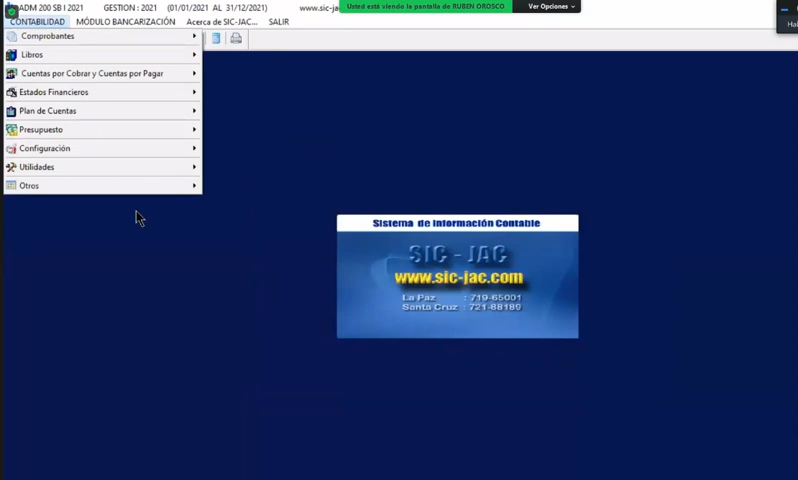 ADM 200 SB I 2021 GESTION : 2021 (01/01/2021 AL 31/12/2021) www.sic-ja
Usted está viendo la pantalla de RUBEN OROSCO Ver Opciones
CONTABILIDAD MÓDULO BANCARIZACIÓN Acerca de SIC-JAC... SALIR
Comprobantes
Libros
Cuentas por Cobrar y Cuentas por Pagar
Estados Financieros
Plan de Cuentas
Presupuesto
Configuración
Utilidades
Otros
Sistema de Información Contable
SIC - JAC
www.sic-jac.com
La Paz : 719-65001
Santa Cruz : 721-88189